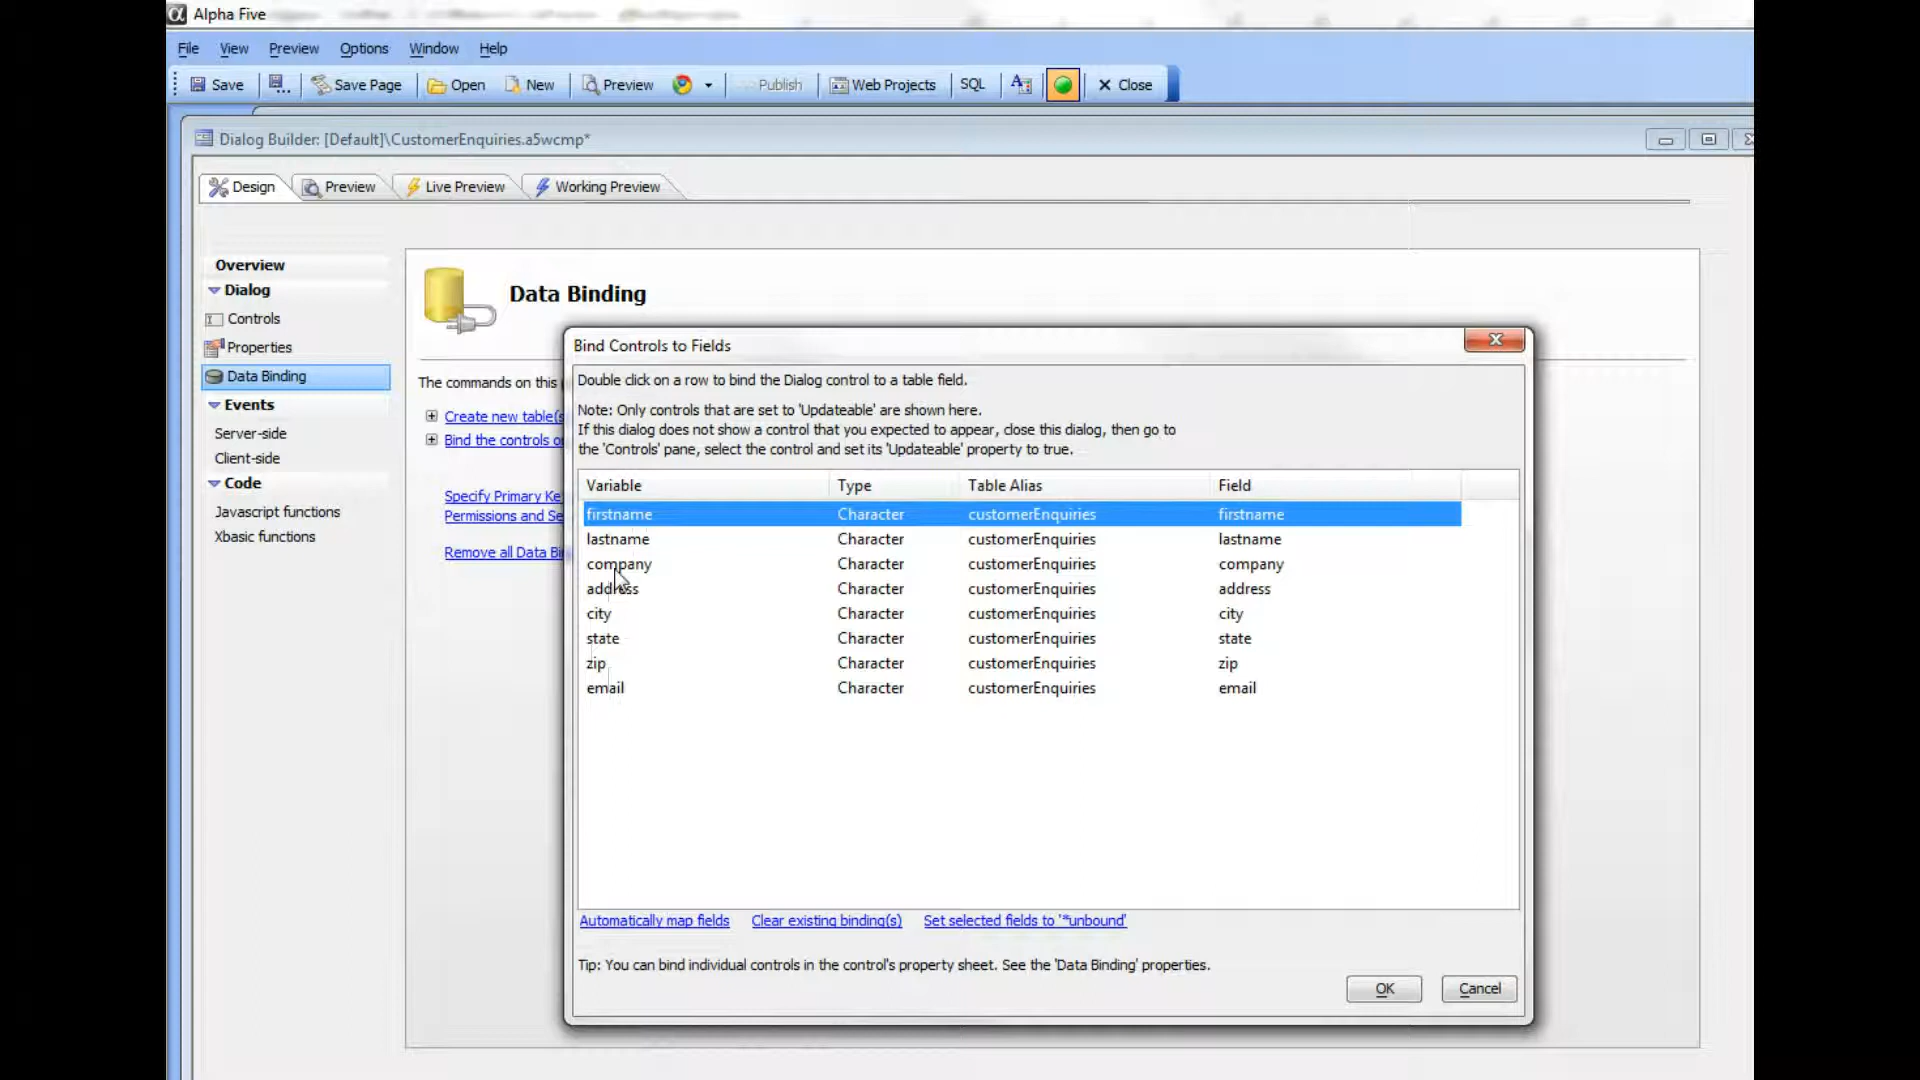 Alpha Five
File View Preview Options Window Help
Save Save Page Open New Preview Publish Web Projects SQL Close
Dialog Builder: [Default]\CustomerEnquiries.a5wcmp*
Design Preview Live Preview Working Preview
Overview
Dialog
Controls
Properties
Data Binding
Events
Server-side
Client-side
Code
Javascript functions
Xbasic functions
Data Binding
The commands on this
Create new table(s
Bind the controls
Specify Primary Ke
Permissions and Se
Remove all Data Bi
Bind Controls to Fields
Double click on a row to bind the Dialog control to a table field.
Note: Only controls that are set to 'Updateable' are shown here.
If this dialog does not show a control that you expected to appear, close this dialog, then go to
the 'Controls' pane, select the control and set its 'Updateable' property to true.
Variable Type Table Alias Field
firstname Character customerEnquiries firstname
lastname Character customerEnquiries lastname
company Character customerEnquiries company
address Character customerEnquiries address
city Character customerEnquiries city
state Character customerEnquiries state
zip Character customerEnquiries zip
email Character customerEnquiries email
Automatically map fields Clear existing binding(s) Set selected fields to '*unbound'
Tip: You can bind individual controls in the control's property sheet. See the 'Data Binding' properties.
OK Cancel